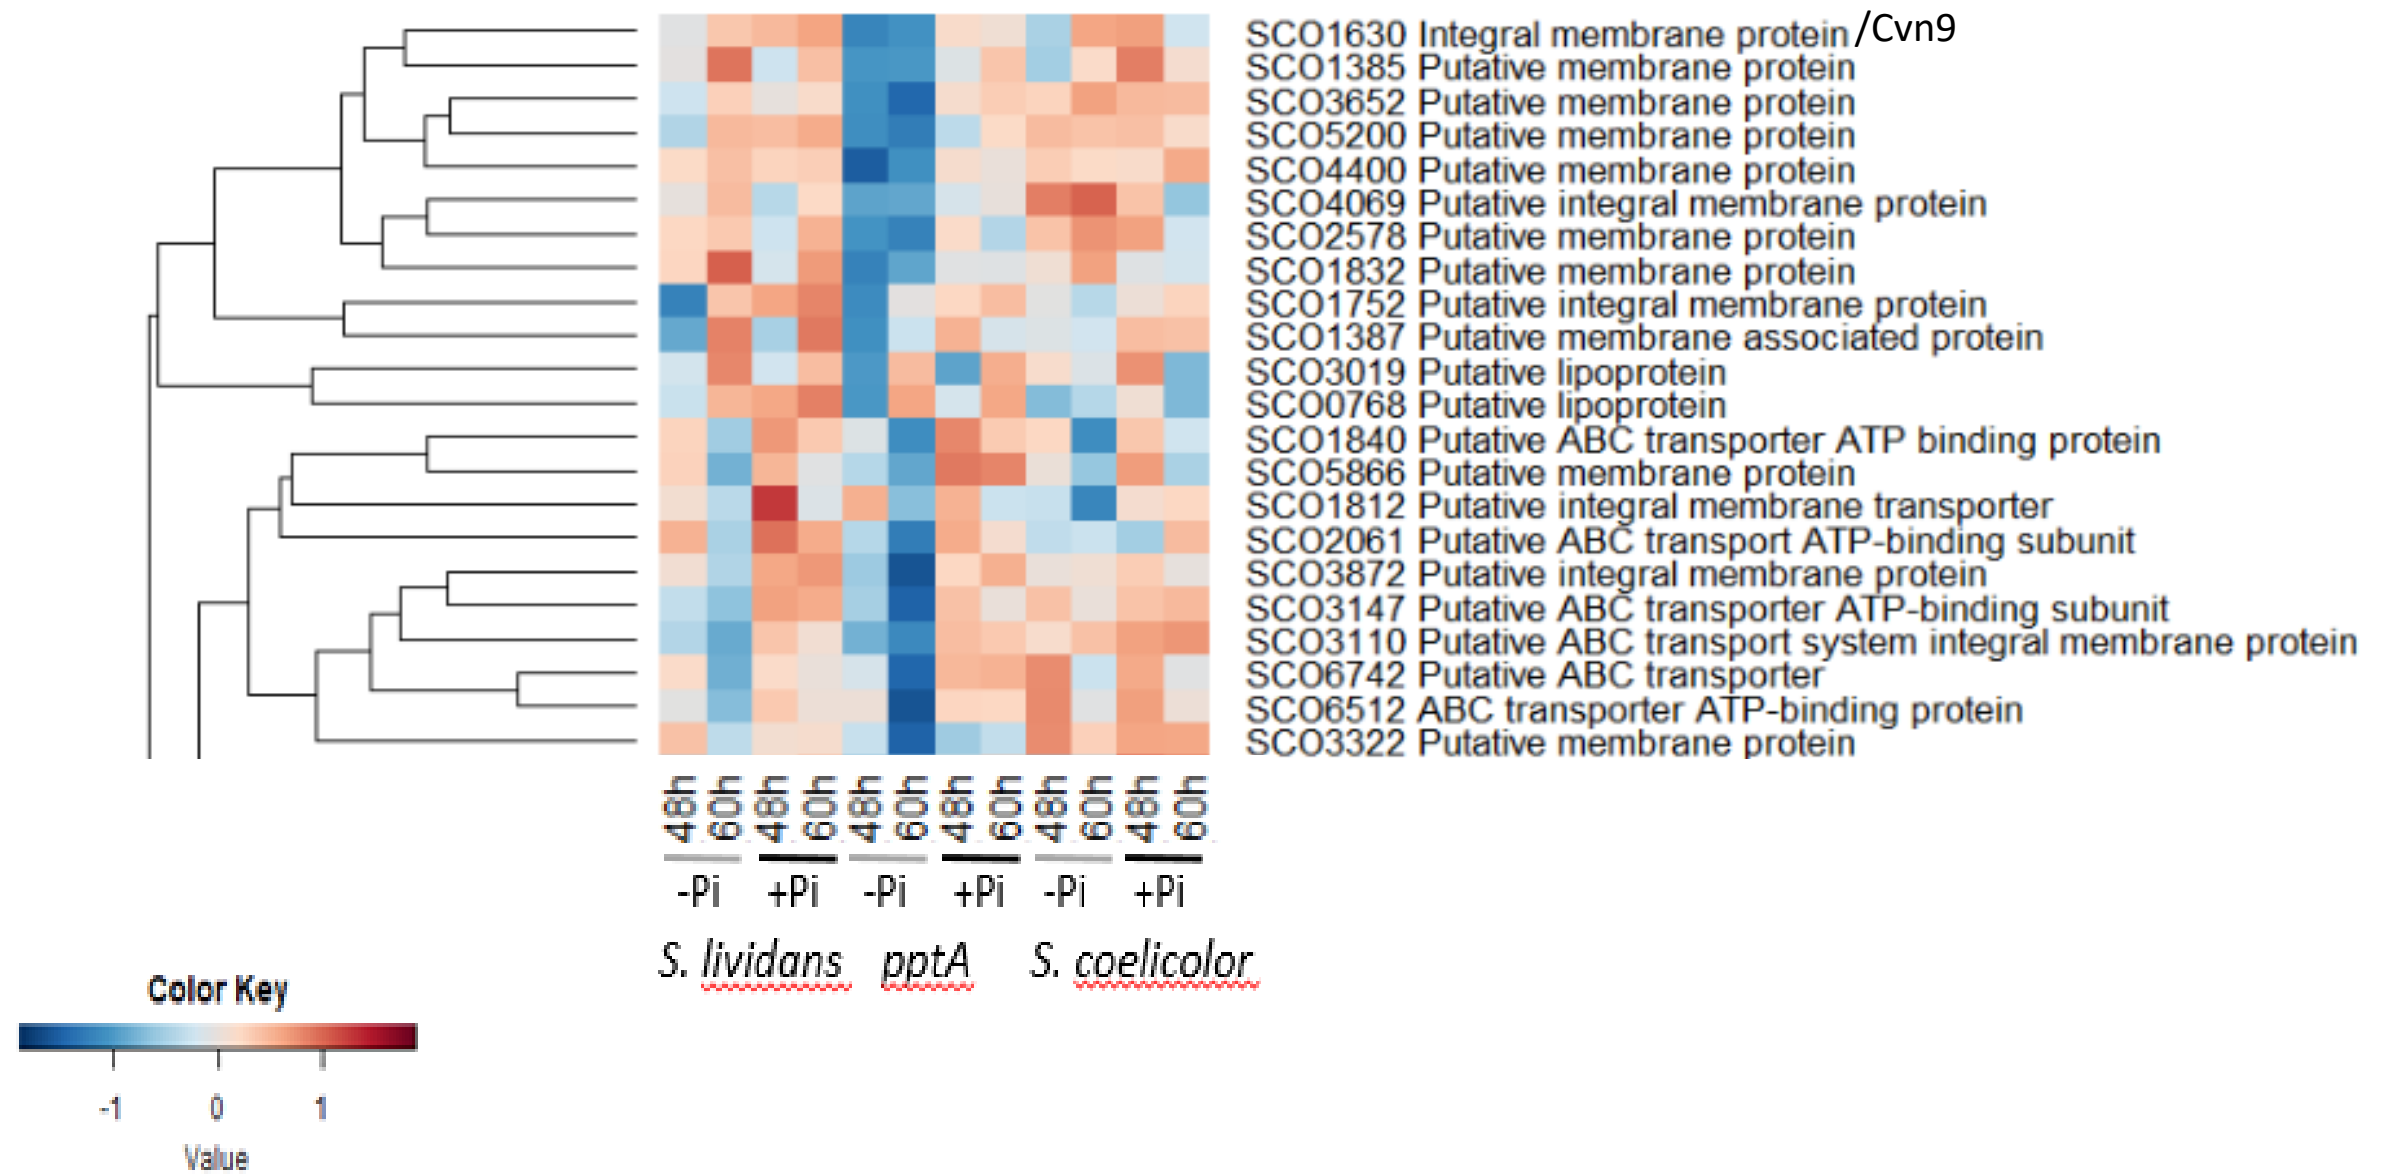 SCO1630 Integral membrane protein /Cvn9
SCO1385 Putative membrane protein
SCO3652 Putative membrane protein
SCO5200 Putative membrane protein
SCO4400 Putative membrane protein
SCO4069 Putative integral membrane protein
SCO2578 Putative membrane protein
SCO1832 Putative membrane protein
SCO1752 Putative integral membrane protein
SCO1387 Putative membrane associated protein
SCO3019 Putative lipoprotein
SCO0768 Putative lipoprotein
SCO1840 Putative ABC transporter ATP binding protein
SCO5866 Putative membrane protein
SCO1812 Putative integral membrane transporter
SCO2061 Putative ABC transport ATP-binding subunit
SCO3872 Putative integral membrane protein
SCO3147 Putative ABC transporter ATP-binding subunit
SCO3110 Putative ABC transport system integral membrane protein
SCO6742 Putative ABC transporter
SCO6512 ABC transporter ATP-binding protein
SCO3322 Putative membrane protein
48h 60h 48h 60h 48h 60h 48h 60h 48h 60h 48h 60h
-Pi +Pi -Pi +Pi -Pi +Pi
S. lividans pptA S. coelicolor
Color Key
-1 0 1
Value